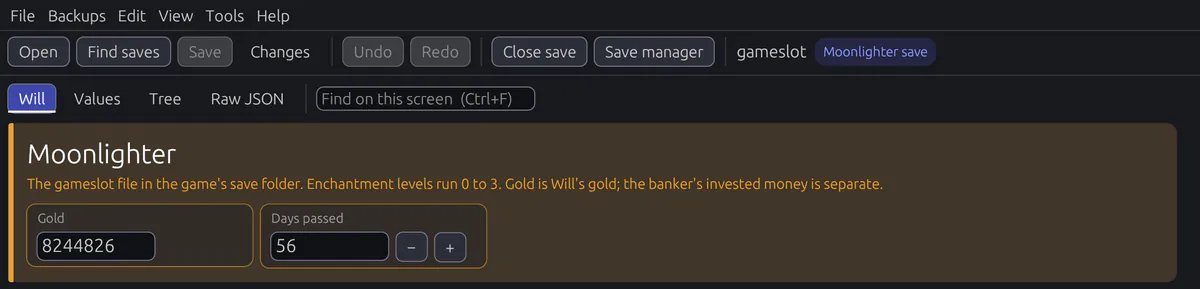 File Backups Edit View Tools Help
Open Find saves Save Changes Undo Redo Close save Save manager gameslot Moonlighter save
Will Values Tree Raw JSON Find on this screen (Ctrl+F)
Moonlighter
The gameslot file in the game's save folder. Enchantment levels run 0 to 3. Gold is Will's gold; the banker's invested money is separate.
Gold Days passed
8244826 56 − +